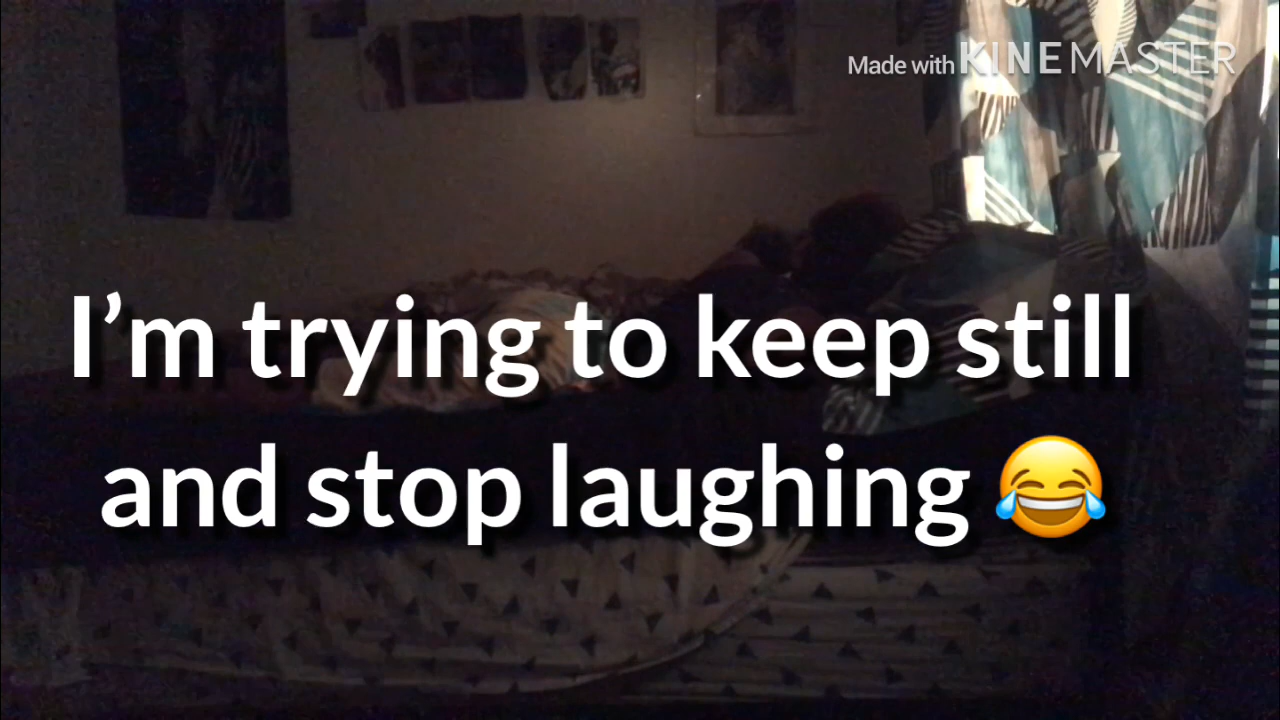 Made with KINEMASTER
I’m trying to keep still
and stop laughing 😂